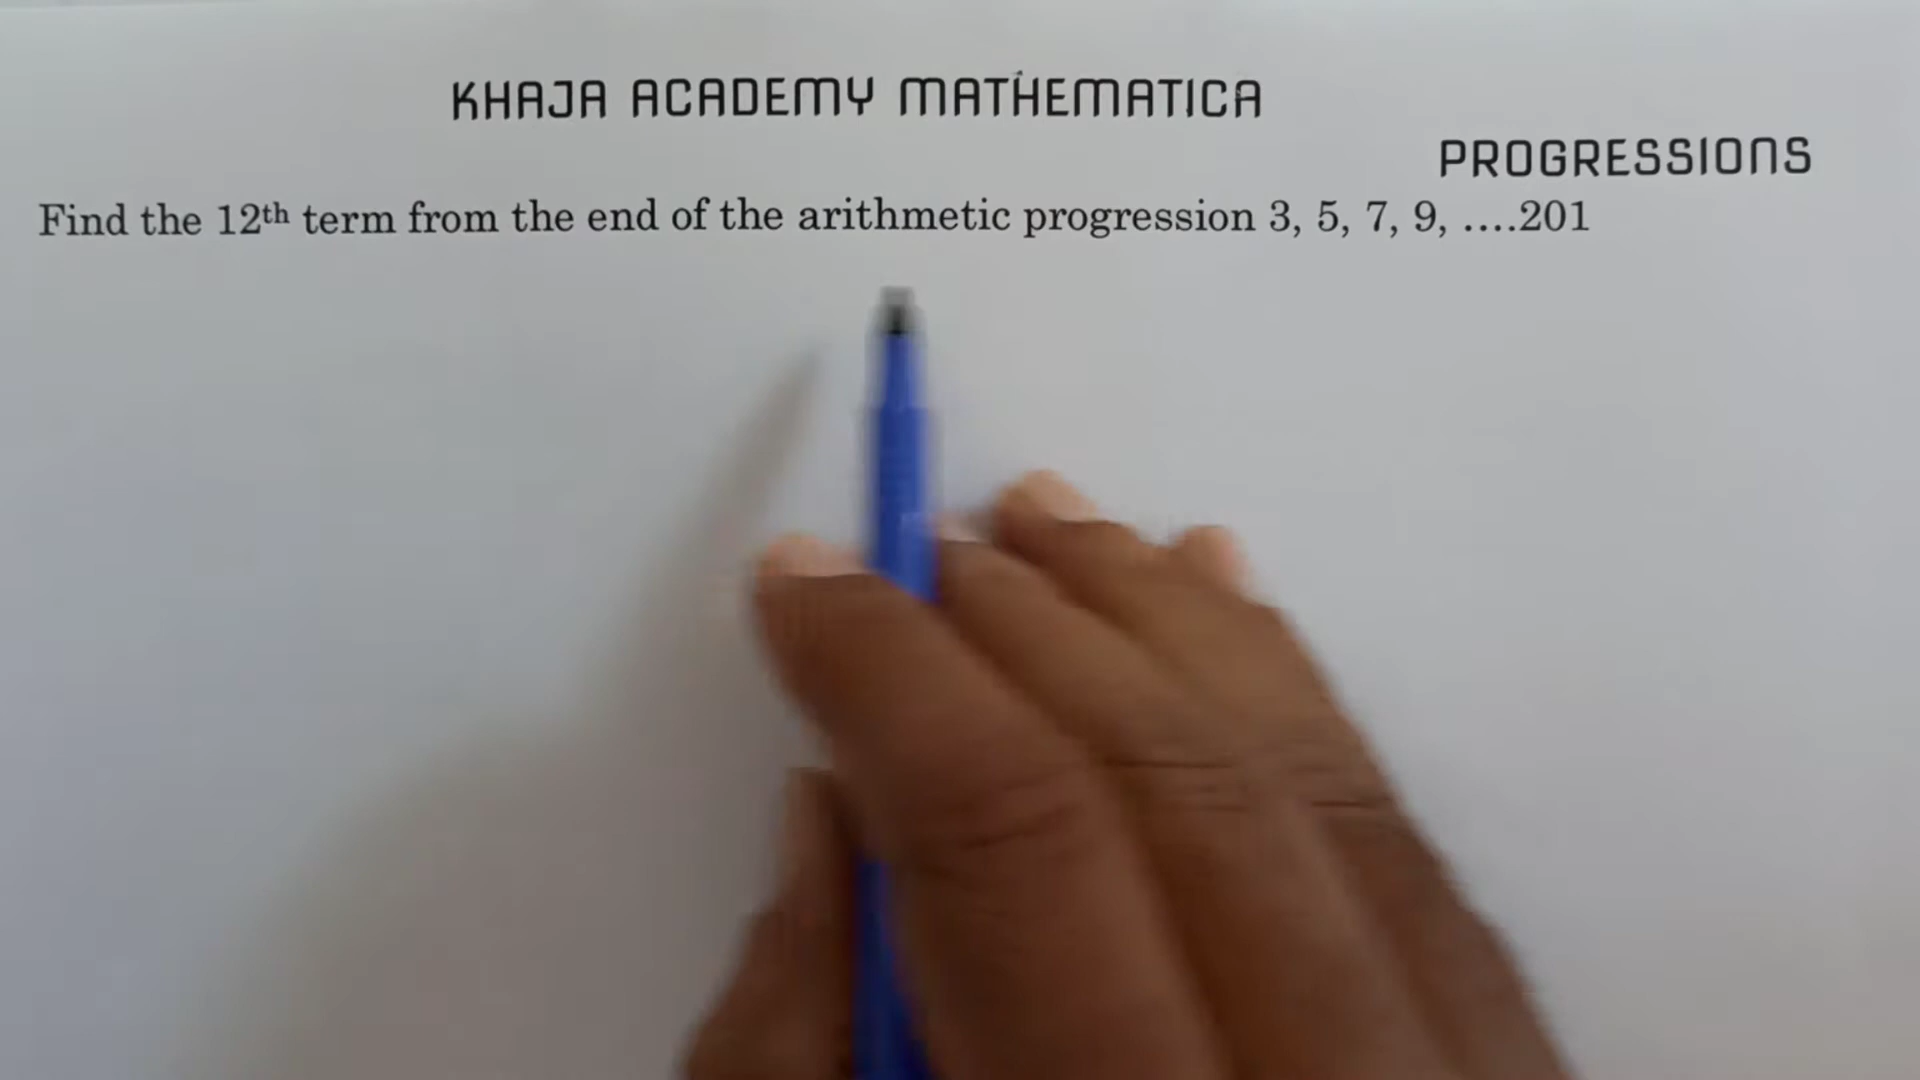 KHAJA ACADEMY MATHEMATICA
PROGRESSIONS
Find the 12th term from the end of the arithmetic progression 3, 5, 7, 9, ....201